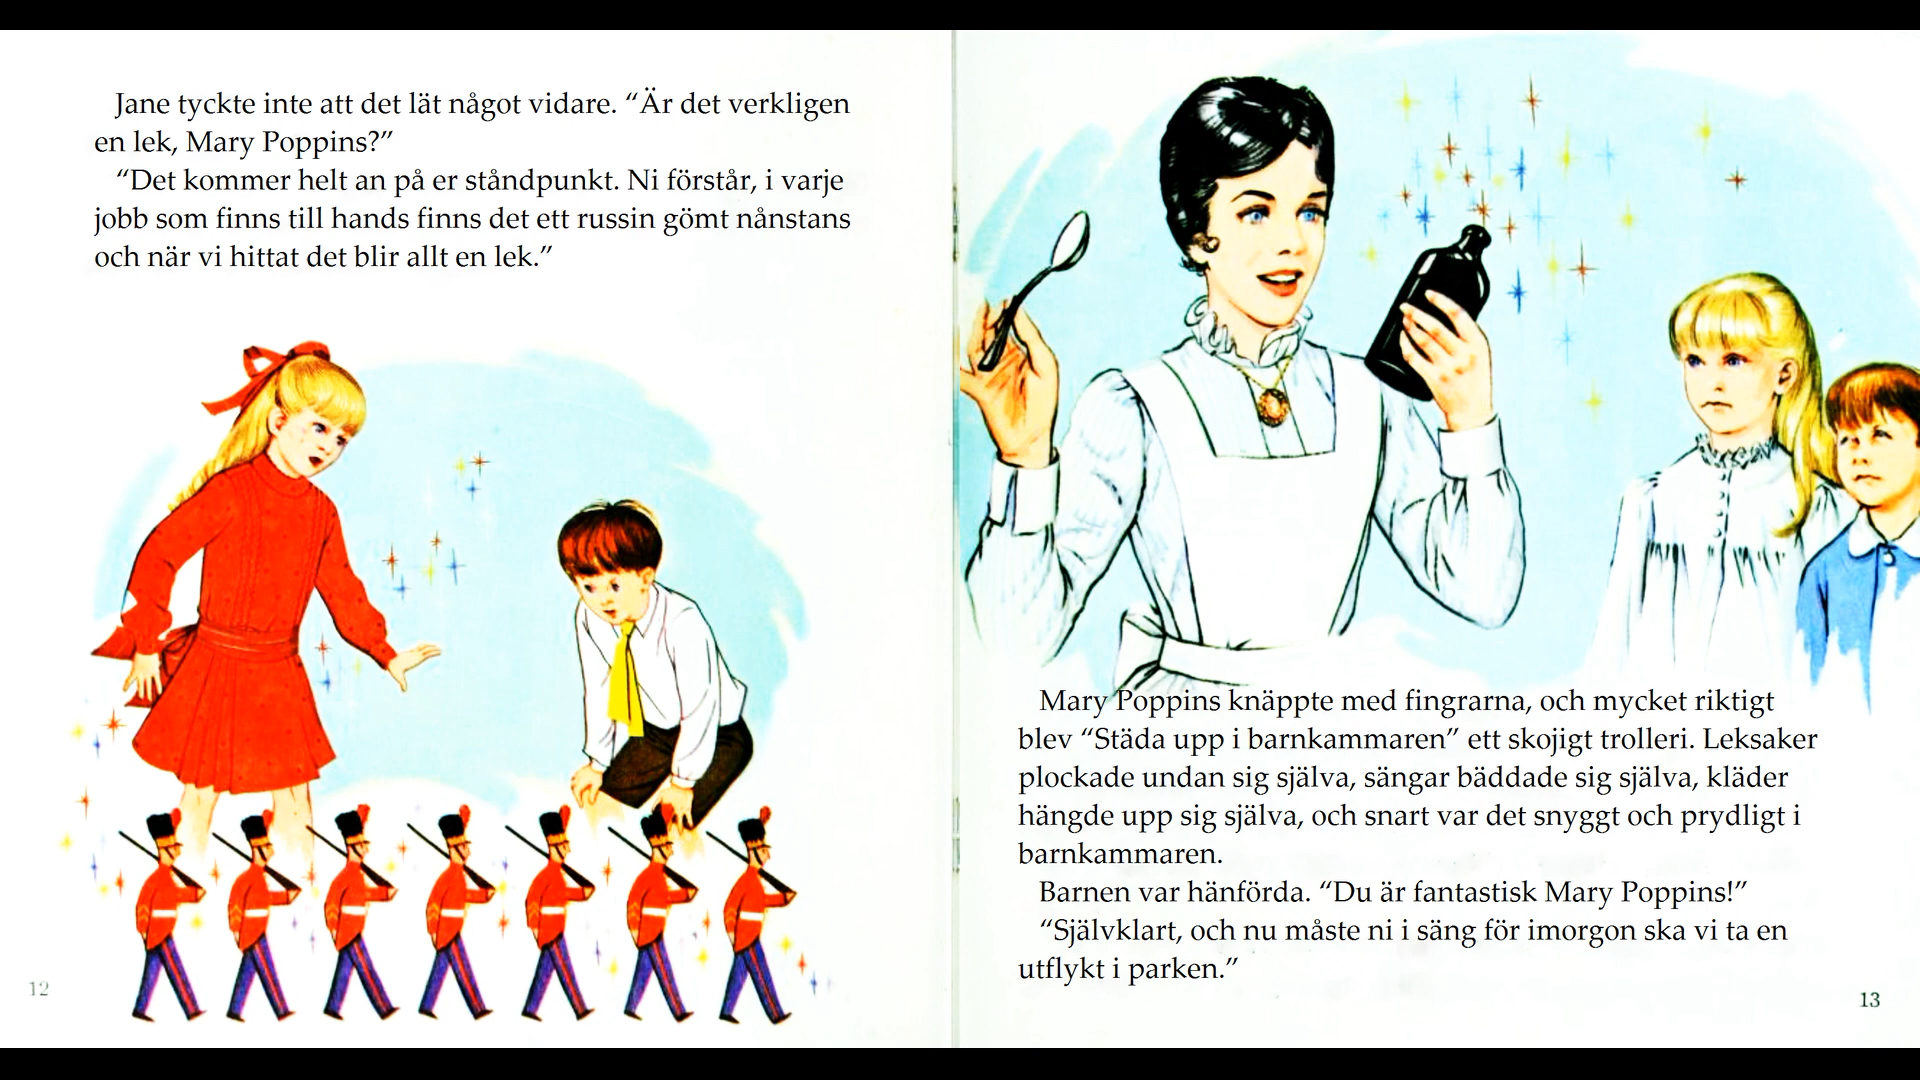 Jane tyckte inte att det lät något vidare. “Är det verkligen
en lek, Mary Poppins?”
“Det kommer helt an på er ståndpunkt. Ni förstår, i varje
jobb som finns till hands finns det ett russin gömt nånstans
och när vi hittat det blir allt en lek.”
12
Mary Poppins knäppte med fingrarna, och mycket riktigt
blev “Städa upp i barnkammaren” ett skojigt trolleri. Leksaker
plockade undan sig själva, sängar bäddade sig själva, kläder
hängde upp sig själva, och snart var det snyggt och prydligt i
barnkammaren.
Barnen var hänförda. “Du är fantastisk Mary Poppins!”
“Självklart, och nu måste ni i säng för imorgon ska vi ta en
utflykt i parken.”
13